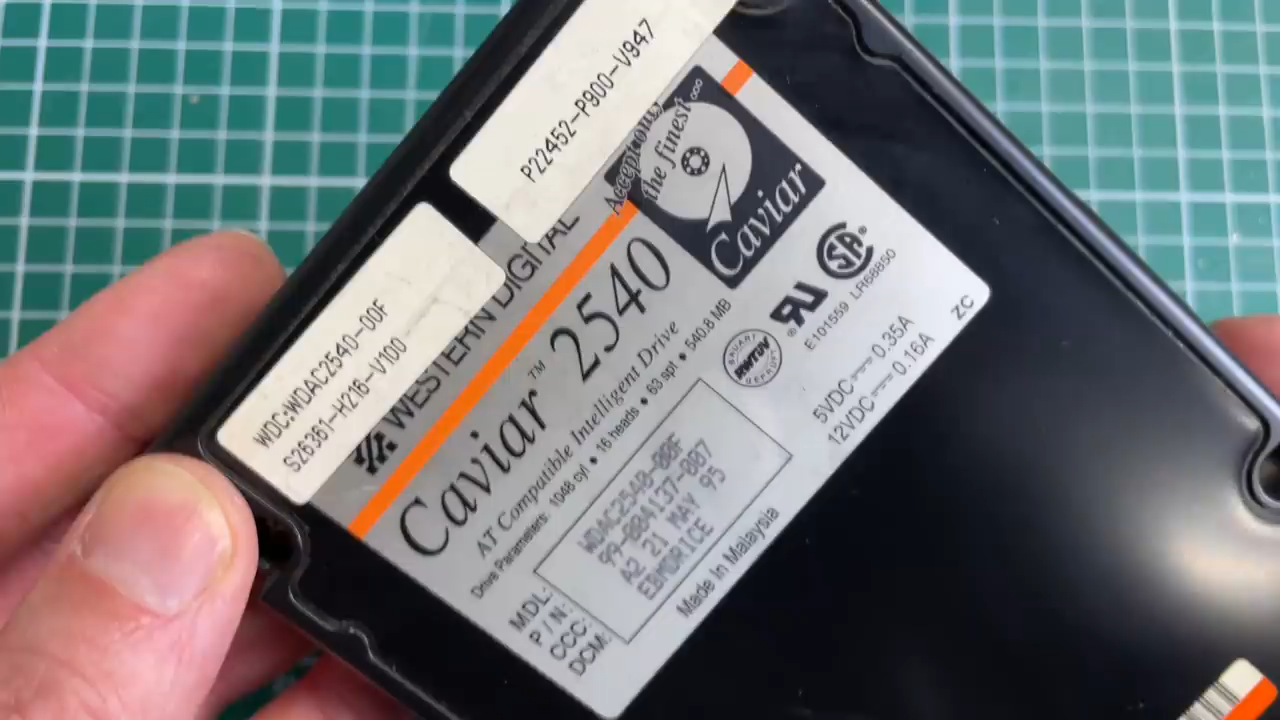 P22452-P900-V947
WDC:WDAC2540-00F
S26361-H216-V100
WESTERN DIGITAL
Accept only
the finest...
Caviar
Caviar™ 2540
AT Compatible Intelligent Drive
Drive Parameters: 1048 cyl • 16 heads • 63 spt • 540.8 MB
MDL: WDAC2540-00F
P/N: 99-004137-007
CCC: A2 21 MAY 95
DCM: EBMDRICE
Made In Malaysia
E101559 LR68850
5VDC 0.35A
12VDC 0.16A
ZC